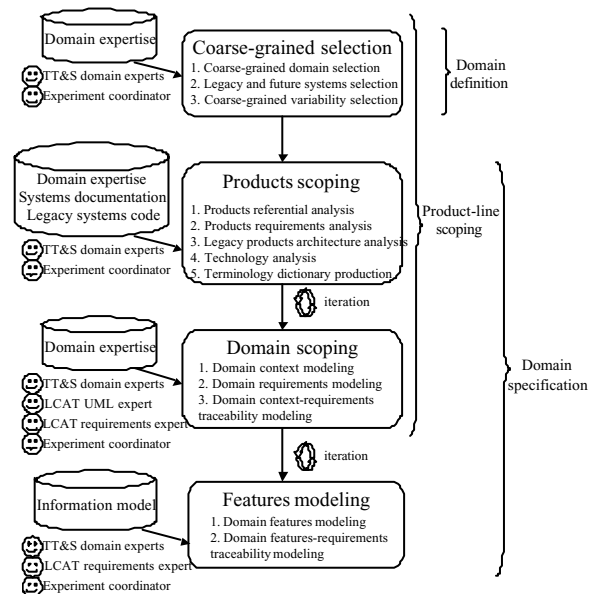 Domain expertise
TT&S domain experts
Experiment coordinator
Coarse-grained selection
1. Coarse-grained domain selection
2. Legacy and future systems selection
3. Coarse-grained variability selection
Domain
definition
Domain expertise
Systems documentation
Legacy systems code
TT&S domain experts
Experiment coordinator
Products scoping
1. Products referential analysis
2. Products requirements analysis
3. Legacy products architecture analysis
4. Technology analysis
5. Terminology dictionary production
Product-line
scoping
iteration
Domain expertise
TT&S domain experts
LCAT UML expert
LCAT requirements expert
Experiment coordinator
Domain scoping
1. Domain context modeling
2. Domain requirements modeling
3. Domain context-requirements
traceability modeling
Domain
specification
iteration
Information model
TT&S domain experts
LCAT requirements expert
Experiment coordinator
Features modeling
1. Domain features modeling
2. Domain features-requirements
traceability modeling